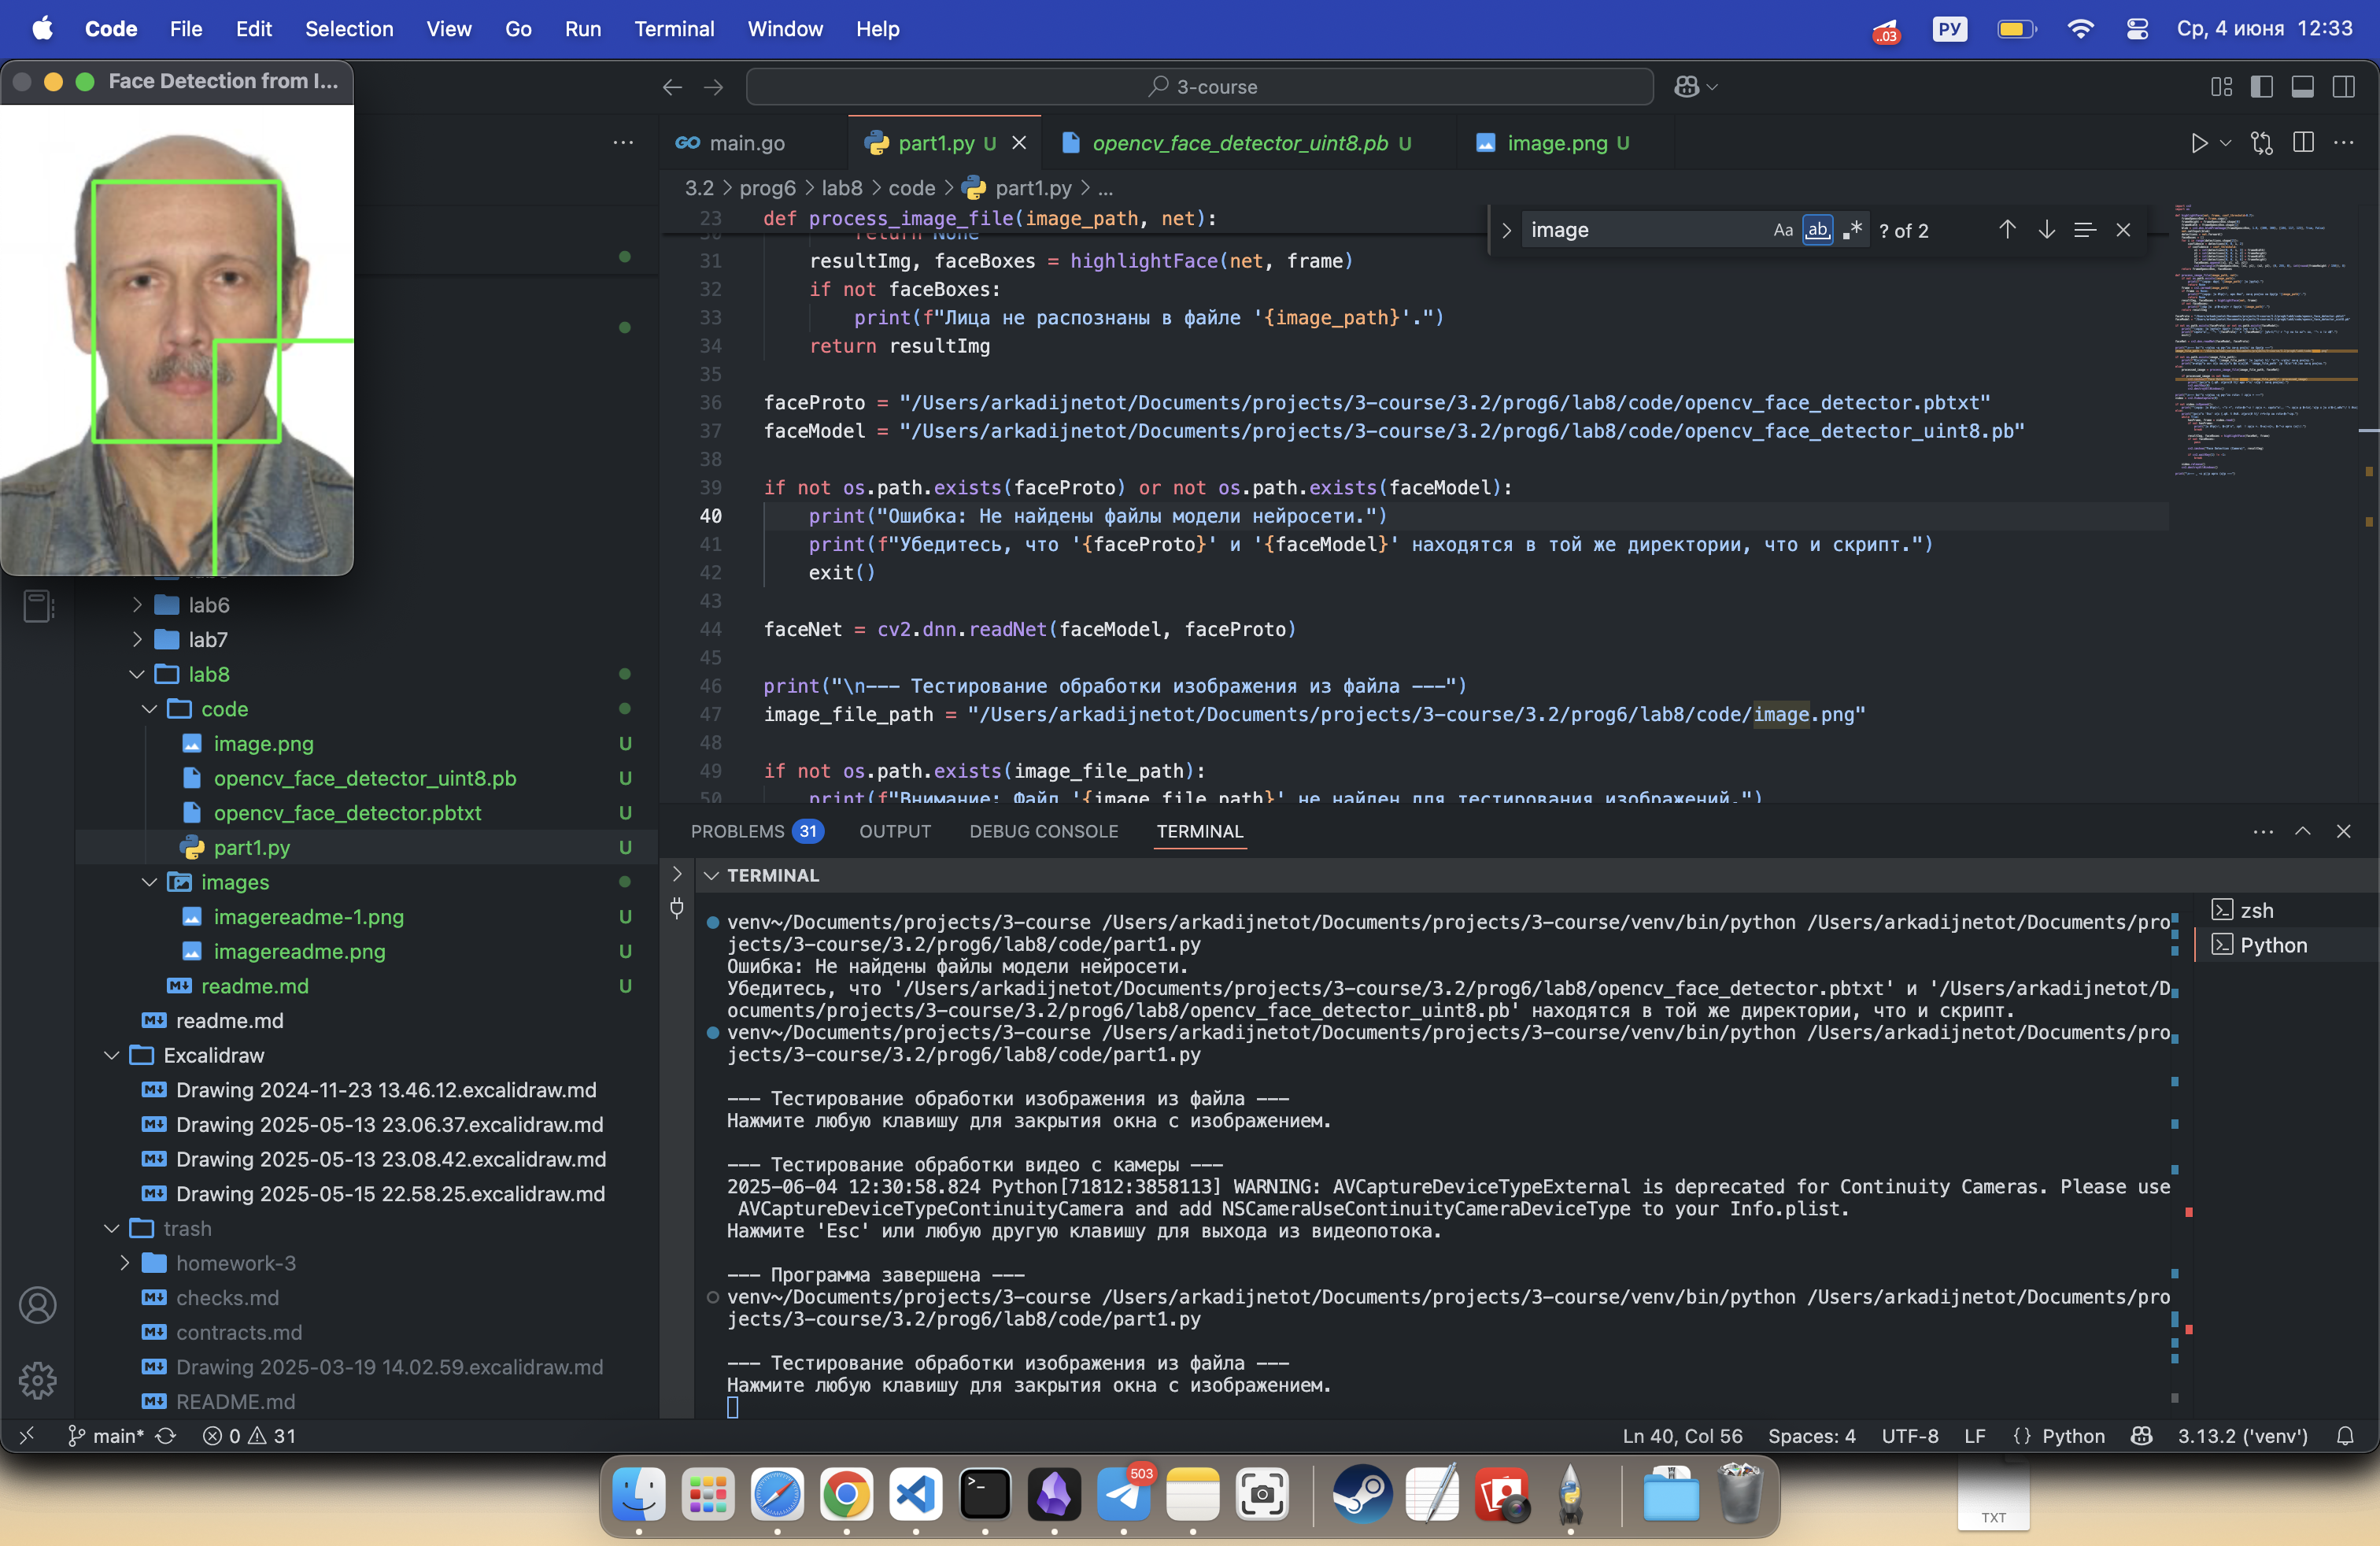 Code File Edit Selection View Go Run Terminal Window Help
..03 РУ Ср, 4 июня 12:33
Face Detection from I...
3-course
main.go
part1.py U
opencv_face_detector_uint8.pb U
image.png U
3.2 > prog6 > lab8 > code > part1.py > ...
image
Aa ab .* ? of 2
23 def process_image_file(image_path, net):
30 return None
31 resultImg, faceBoxes = highlightFace(net, frame)
32 if not faceBoxes:
33 print(f"Лица не распознаны в файле '{image_path}'.")
34 return resultImg
35
36 faceProto = "/Users/arkadijnetot/Documents/projects/3-course/3.2/prog6/lab8/code/opencv_face_detector.pbtxt"
37 faceModel = "/Users/arkadijnetot/Documents/projects/3-course/3.2/prog6/lab8/code/opencv_face_detector_uint8.pb"
38
39 if not os.path.exists(faceProto) or not os.path.exists(faceModel):
40 print("Ошибка: Не найдены файлы модели нейросети.")
41 print(f"Убедитесь, что '{faceProto}' и '{faceModel}' находятся в той же директории, что и скрипт.")
42 exit()
43
44 faceNet = cv2.dnn.readNet(faceModel, faceProto)
45
46 print("\n--- Тестирование обработки изображения из файла ---")
47 image_file_path = "/Users/arkadijnetot/Documents/projects/3-course/3.2/prog6/lab8/code/image.png"
48
49 if not os.path.exists(image_file_path):
50 print(f"Внимание: Файл '{image_file_path}' не найден для тестирования изображений.")
lab6
lab7
lab8
code
image.png U
opencv_face_detector_uint8.pb U
opencv_face_detector.pbtxt U
part1.py U
images
imagereadme-1.png U
imagereadme.png U
readme.md U
readme.md
Excalidraw
Drawing 2024-11-23 13.46.12.excalidraw.md
Drawing 2025-05-13 23.06.37.excalidraw.md
Drawing 2025-05-13 23.08.42.excalidraw.md
Drawing 2025-05-15 22.58.25.excalidraw.md
trash
homework-3
checks.md
contracts.md
Drawing 2025-03-19 14.02.59.excalidraw.md
README.md
PROBLEMS 31 OUTPUT DEBUG CONSOLE TERMINAL
TERMINAL
venv~/Documents/projects/3-course /Users/arkadijnetot/Documents/projects/3-course/venv/bin/python /Users/arkadijnetot/Documents/pro
jects/3-course/3.2/prog6/lab8/code/part1.py
Ошибка: Не найдены файлы модели нейросети.
Убедитесь, что '/Users/arkadijnetot/Documents/projects/3-course/3.2/prog6/lab8/opencv_face_detector.pbtxt' и '/Users/arkadijnetot/D
ocuments/projects/3-course/3.2/prog6/lab8/opencv_face_detector_uint8.pb' находятся в той же директории, что и скрипт.
venv~/Documents/projects/3-course /Users/arkadijnetot/Documents/projects/3-course/venv/bin/python /Users/arkadijnetot/Documents/pro
jects/3-course/3.2/prog6/lab8/code/part1.py
--- Тестирование обработки изображения из файла ---
Нажмите любую клавишу для закрытия окна с изображением.
--- Тестирование обработки видео с камеры ---
2025-06-04 12:30:58.824 Python[71812:3858113] WARNING: AVCaptureDeviceTypeExternal is deprecated for Continuity Cameras. Please use
AVCaptureDeviceTypeContinuityCamera and add NSCameraUseContinuityCameraDeviceType to your Info.plist.
Нажмите 'Esc' или любую другую клавишу для выхода из видеопотока.
--- Программа завершена ---
venv~/Documents/projects/3-course /Users/arkadijnetot/Documents/projects/3-course/venv/bin/python /Users/arkadijnetot/Documents/pro
jects/3-course/3.2/prog6/lab8/code/part1.py
--- Тестирование обработки изображения из файла ---
Нажмите любую клавишу для закрытия окна с изображением.
zsh
Python
main* 0 31
Ln 40, Col 56 Spaces: 4 UTF-8 LF {} Python 3.13.2 ('venv')
503
TXT